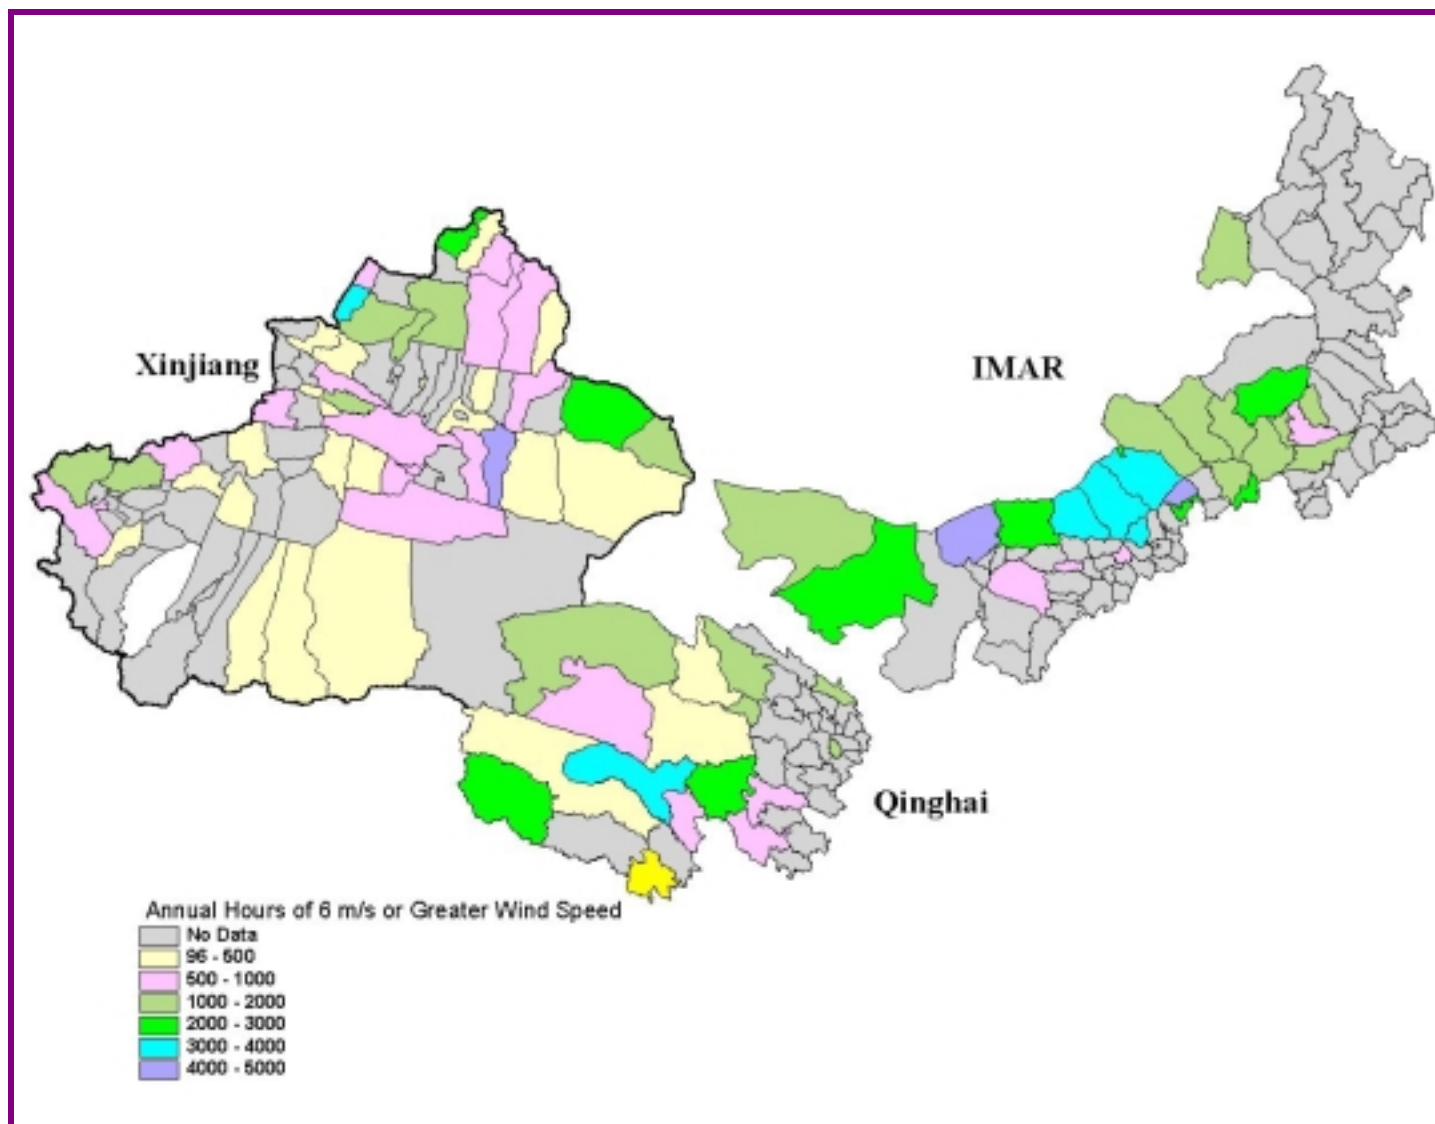 Xinjiang
IMAR
Qinghai
Annual Hours of 6 m/s or Greater Wind Speed
No Data
96 - 500
500 - 1000
1000 - 2000
2000 - 3000
3000 - 4000
4000 - 5000